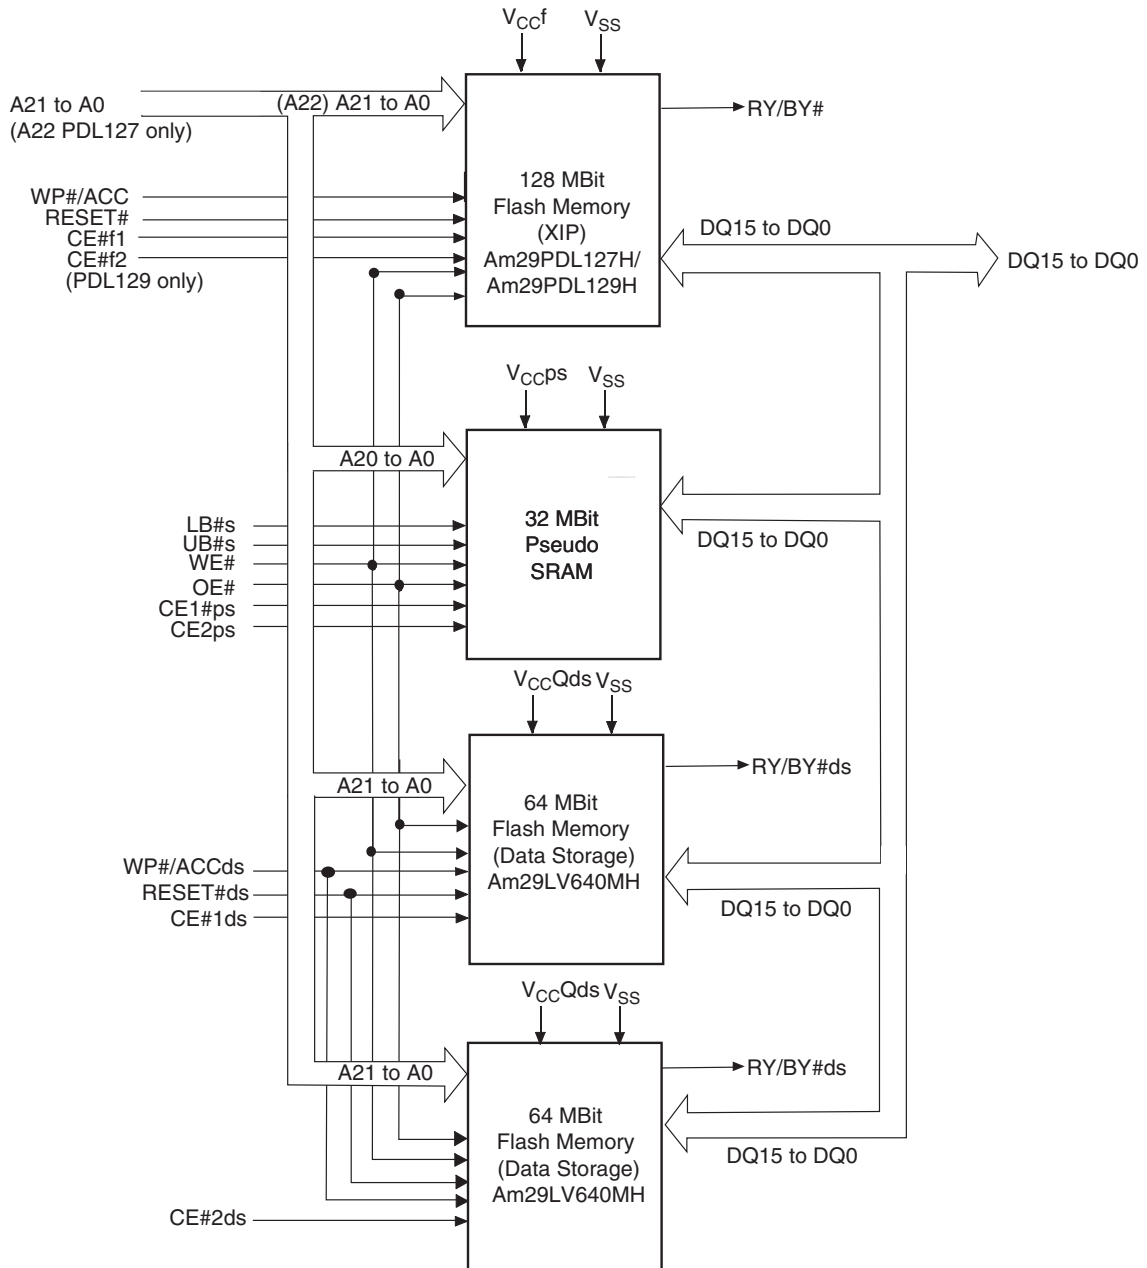 VCCf VSS
A21 to A0
(A22 PDL127 only)
(A22) A21 to A0
RY/BY#
WP#/ACC
RESET#
CE#f1
CE#f2
(PDL129 only)
128 MBit
Flash Memory
(XIP)
Am29PDL127H/
Am29PDL129H
DQ15 to DQ0
DQ15 to DQ0
VCCps VSS
A20 to A0
LB#s
UB#s
WE#
OE#
CE1#ps
CE2ps
32 MBit
Pseudo
SRAM
DQ15 to DQ0
VCCQds VSS
A21 to A0
RY/BY#ds
WP#/ACCds
RESET#ds
CE#1ds
64 MBit
Flash Memory
(Data Storage)
Am29LV640MH
DQ15 to DQ0
VCCQds VSS
A21 to A0
RY/BY#ds
64 MBit
Flash Memory
(Data Storage)
Am29LV640MH
DQ15 to DQ0
CE#2ds